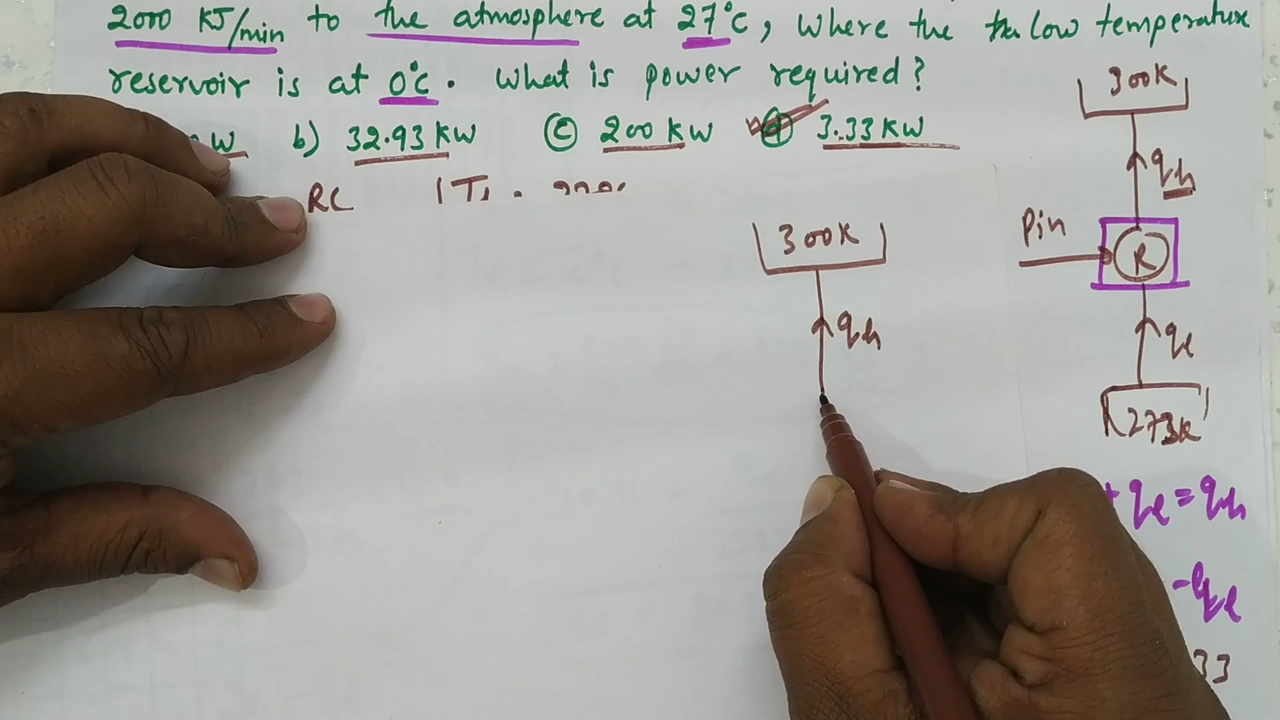 2000 KJ/min to the atmosphere at 27°C, where the low temperature
reservoir is at 0°C. What is power required?
W b) 32.93 KW © 200 KW ⓓ 3.33 KW
RC
300K
qh
300K
qh
Pin
R
qe
273K
+ qe = qh
- qe
33